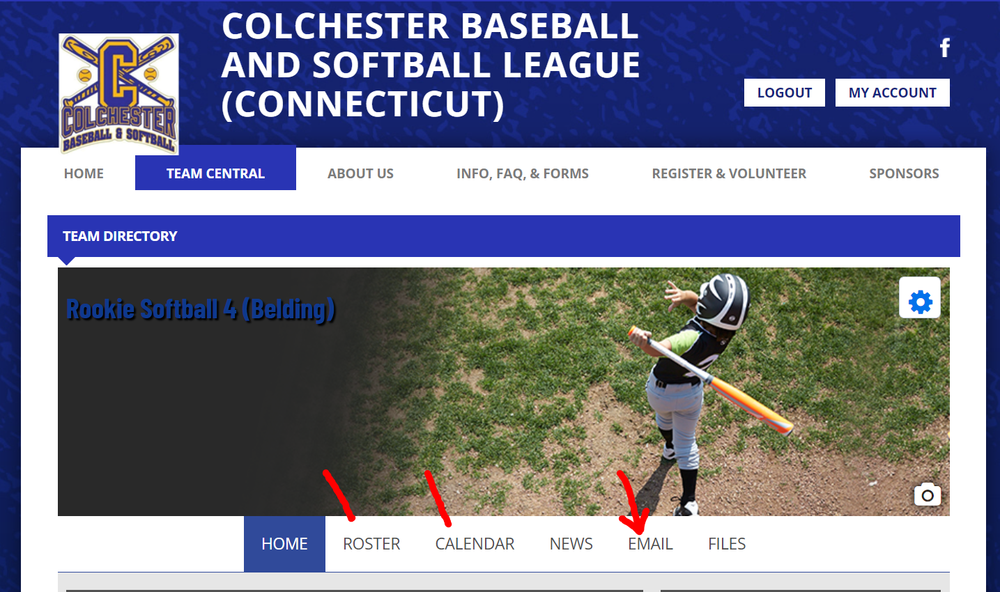 COLCHESTER BASEBALL
AND SOFTBALL LEAGUE
(CONNECTICUT)
C
COLCHESTER
BASEBALL & SOFTBALL
f
LOGOUT MY ACCOUNT
HOME TEAM CENTRAL ABOUT US INFO, FAQ, & FORMS REGISTER & VOLUNTEER SPONSORS
TEAM DIRECTORY
Rookie Softball 4 (Belding)
HOME ROSTER CALENDAR NEWS EMAIL FILES